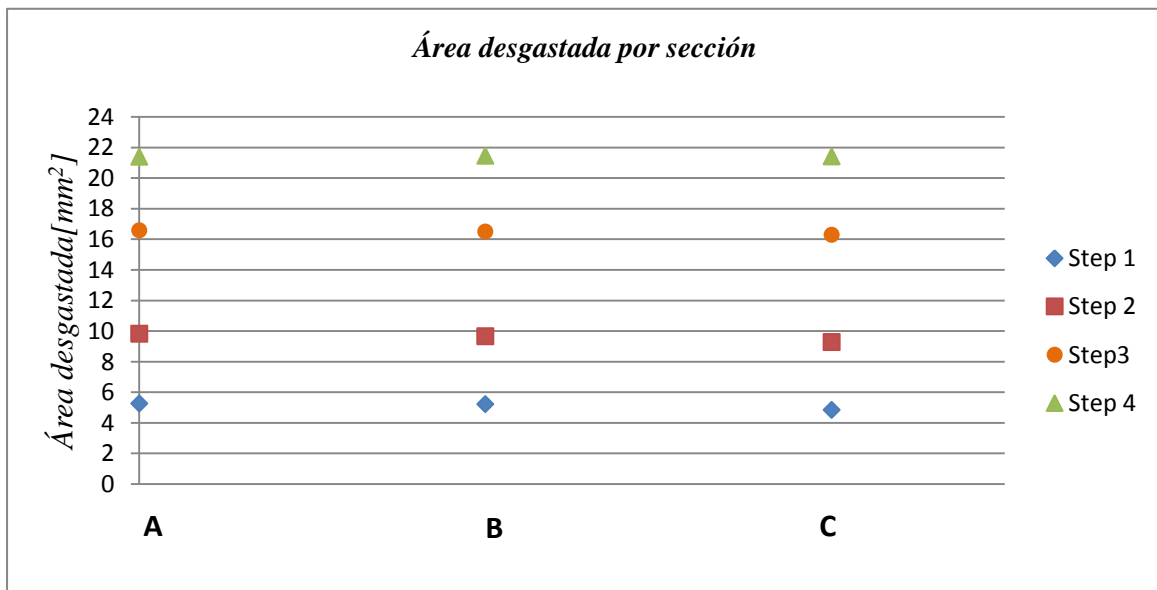 Área desgastada por sección
Área desgastada[mm²]
24
22
20
18
16
14
12
10
8
6
4
2
0
A
B
C
Step 1
Step 2
Step3
Step 4